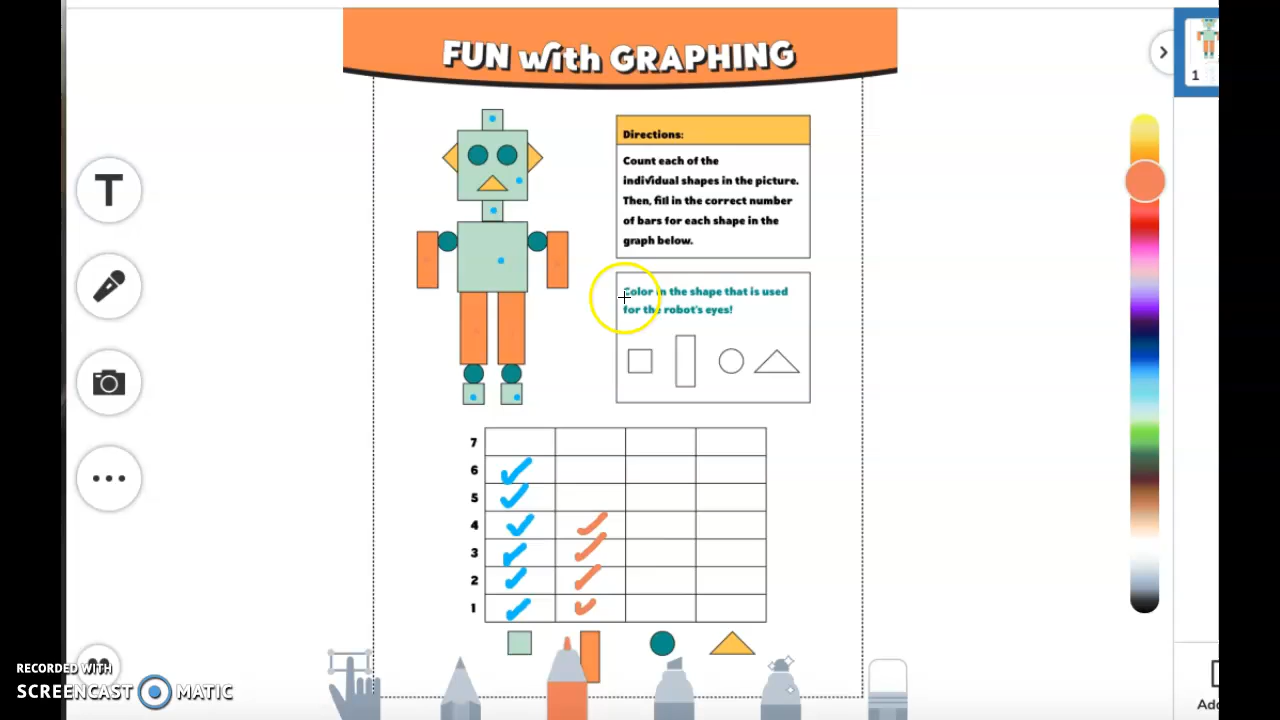 FUN with GRAPHING
Directions:
Count each of the
individual shapes in the picture.
Then, fill in the correct number
of bars for each shape in the
graph below.
Color in the shape that is used
for the robot's eyes!
7
6
5
4
3
2
1
T
1
RECORDED WITH
SCREENCAST MATIC